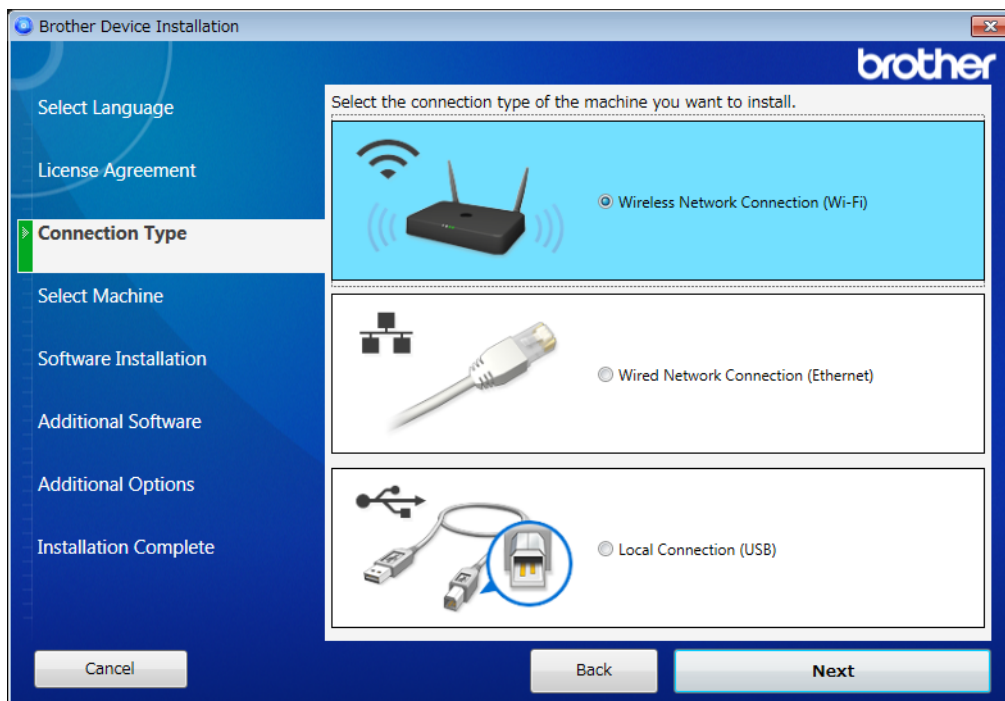 Brother Device Installation
brother
Select Language
License Agreement
Connection Type
Select Machine
Software Installation
Additional Software
Additional Options
Installation Complete
Select the connection type of the machine you want to install.
Wireless Network Connection (Wi-Fi)
Wired Network Connection (Ethernet)
Local Connection (USB)
Cancel
Back
Next